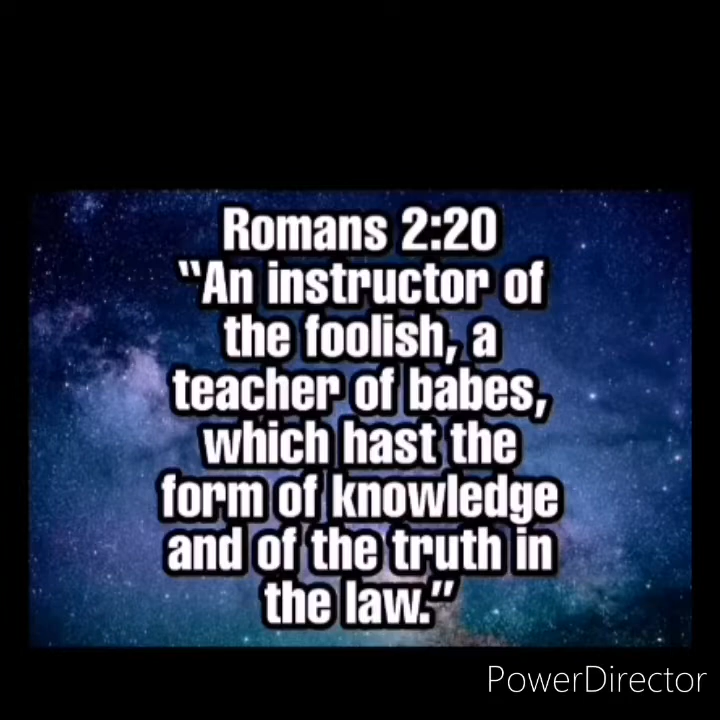 Romans 2:20
"An instructor of
the foolish, a
teacher of babes,
which hast the
form of knowledge
and of the truth in
the law."
PowerDirector